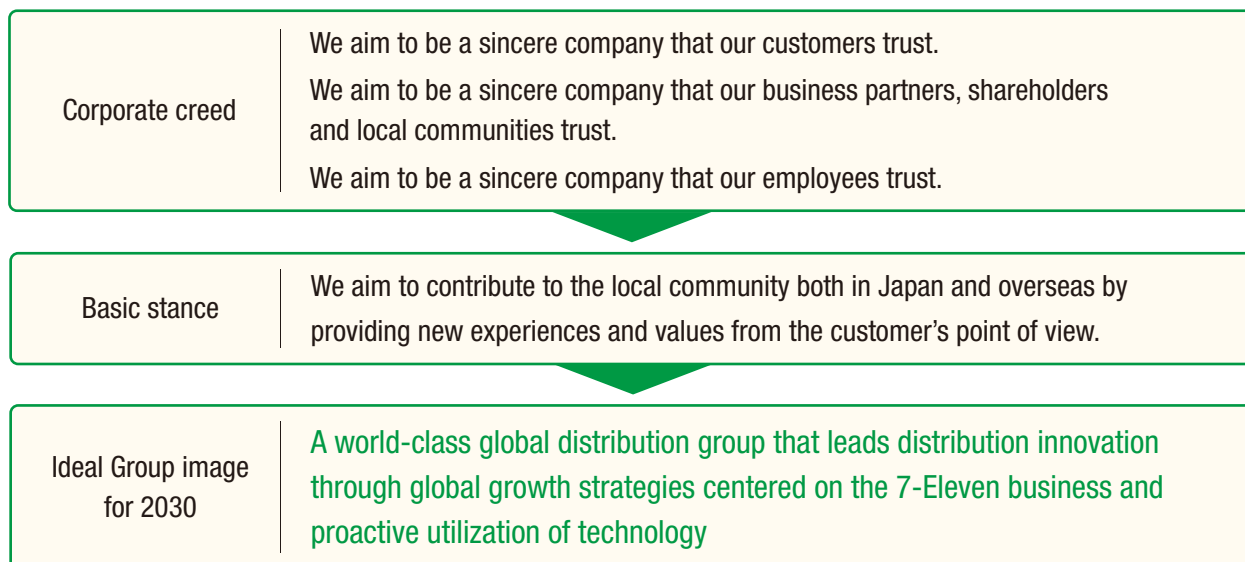 Corporate creed
We aim to be a sincere company that our customers trust.
We aim to be a sincere company that our business partners, shareholders
and local communities trust.
We aim to be a sincere company that our employees trust.
Basic stance
We aim to contribute to the local community both in Japan and overseas by
providing new experiences and values from the customer’s point of view.
Ideal Group image
for 2030
A world-class global distribution group that leads distribution innovation
through global growth strategies centered on the 7-Eleven business and
proactive utilization of technology